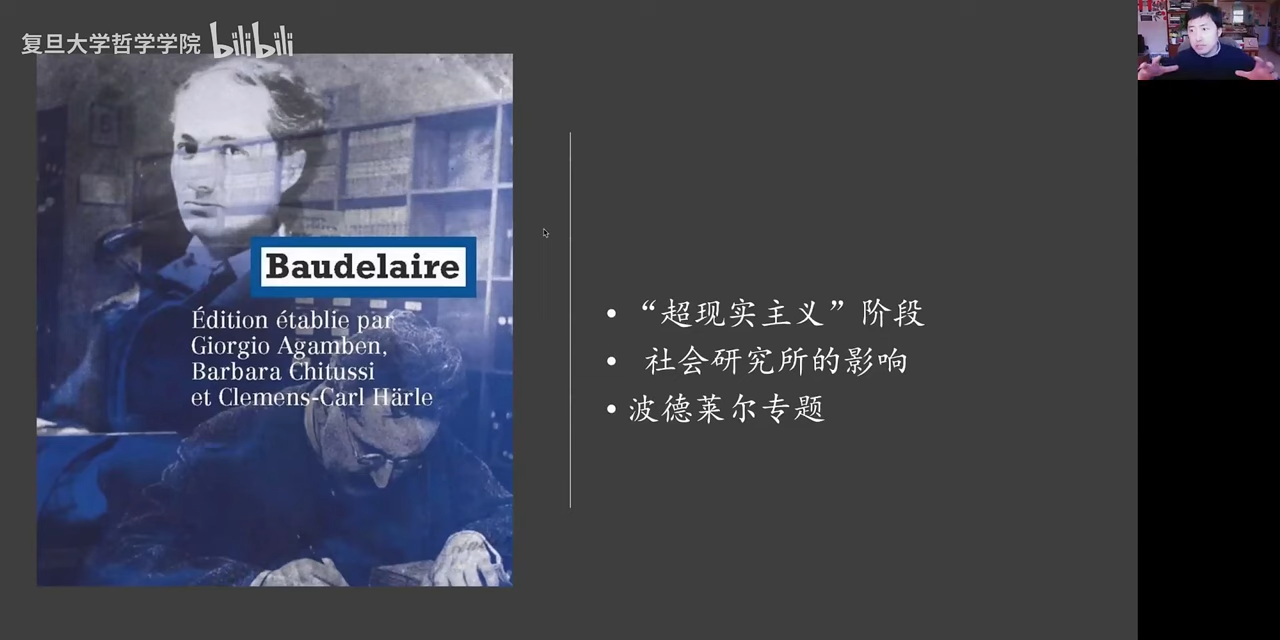 复旦大学哲学学院 bilibili
Baudelaire
Édition établie par
Giorgio Agamben,
Barbara Chitussi
et Clemens-Carl Härle
• “超现实主义”阶段
• 社会研究所的影响
• 波德莱尔专题